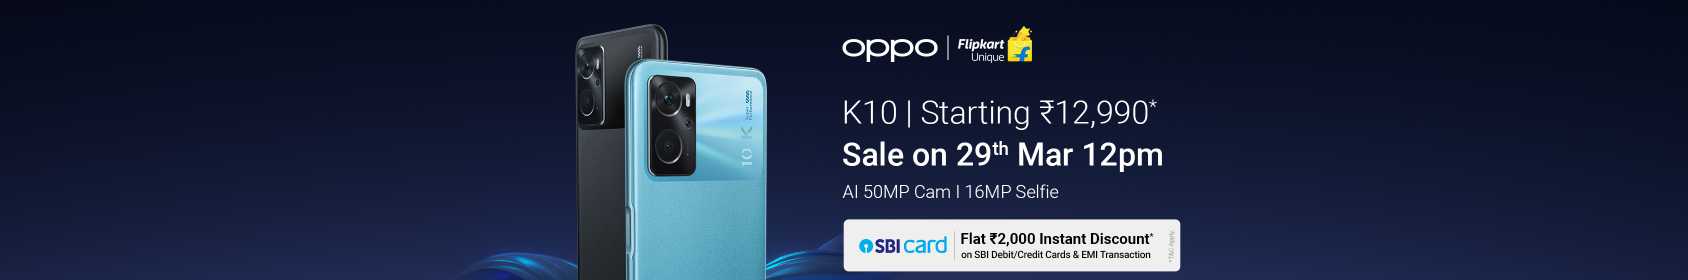 oppo | Flipkart
Unique
K10 | Starting ₹12,990*
Sale on 29th Mar 12pm
AI 50MP Cam I 16MP Selfie
SBI card | Flat ₹2,000 Instant Discount*
on SBI Debit/Credit Cards & EMI Transaction
*T&C Apply
10 K